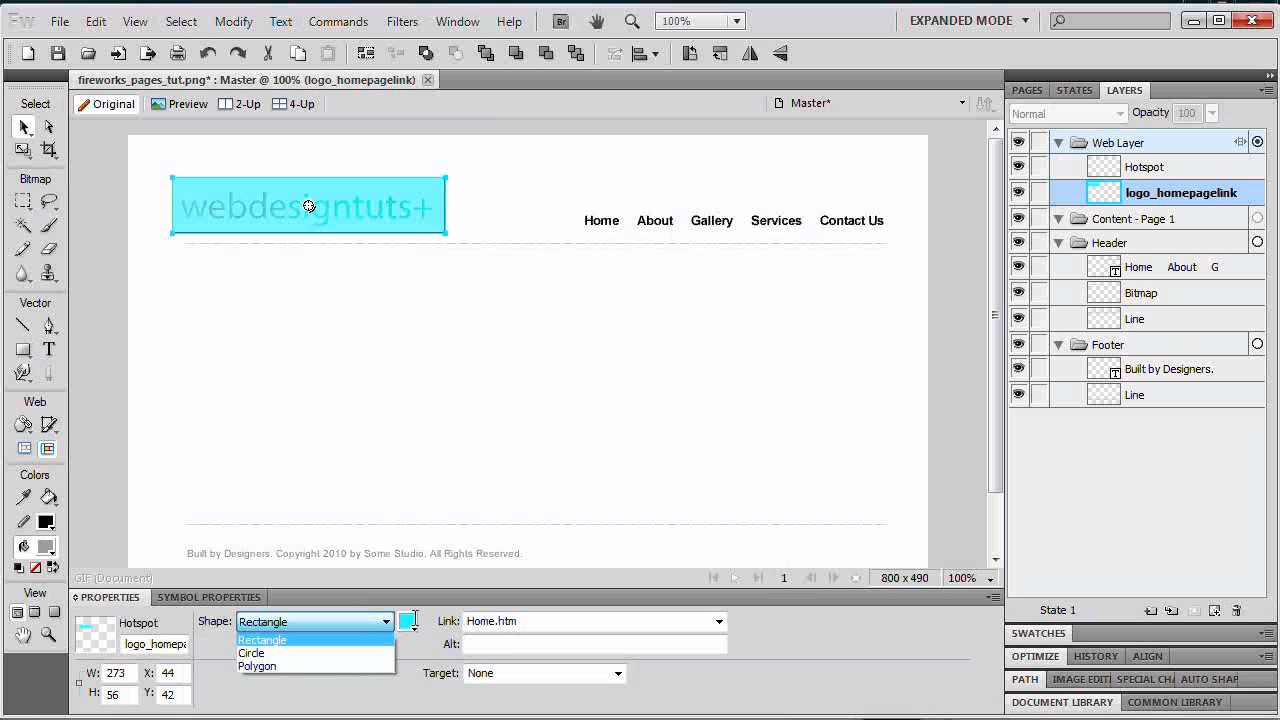 Fw File Edit View Select Modify Text Commands Filters Window Help Br 100% EXPANDED MODE
fireworks_pages_tut.png* : Master @ 100% (logo_homepagelink)
Original Preview 2-Up 4-Up Master*
Select
Bitmap
Vector
T
Web
Colors
View
webdesigntuts+
Home About Gallery Services Contact Us
Built by Designers. Copyright 2010 by Some Studio. All Rights Reserved.
GIF (Document) 1 800 x 490 100%
PAGES STATES LAYERS
Normal Opacity 100
Web Layer
Hotspot
logo_homepagelink
Content - Page 1
Header
Home About G
Bitmap
Line
Footer
Built by Designers.
Line
State 1
SWATCHES
OPTIMIZE HISTORY ALIGN
PATH IMAGE EDITI SPECIAL CHA AUTO SHAP
DOCUMENT LIBRARY COMMON LIBRARY
PROPERTIES SYMBOL PROPERTIES
Hotspot Shape: Rectangle Link: Home.htm
logo_homepa Rectangle Alt:
Circle
Polygon
W: 273 X: 44 Target: None
H: 56 Y: 42